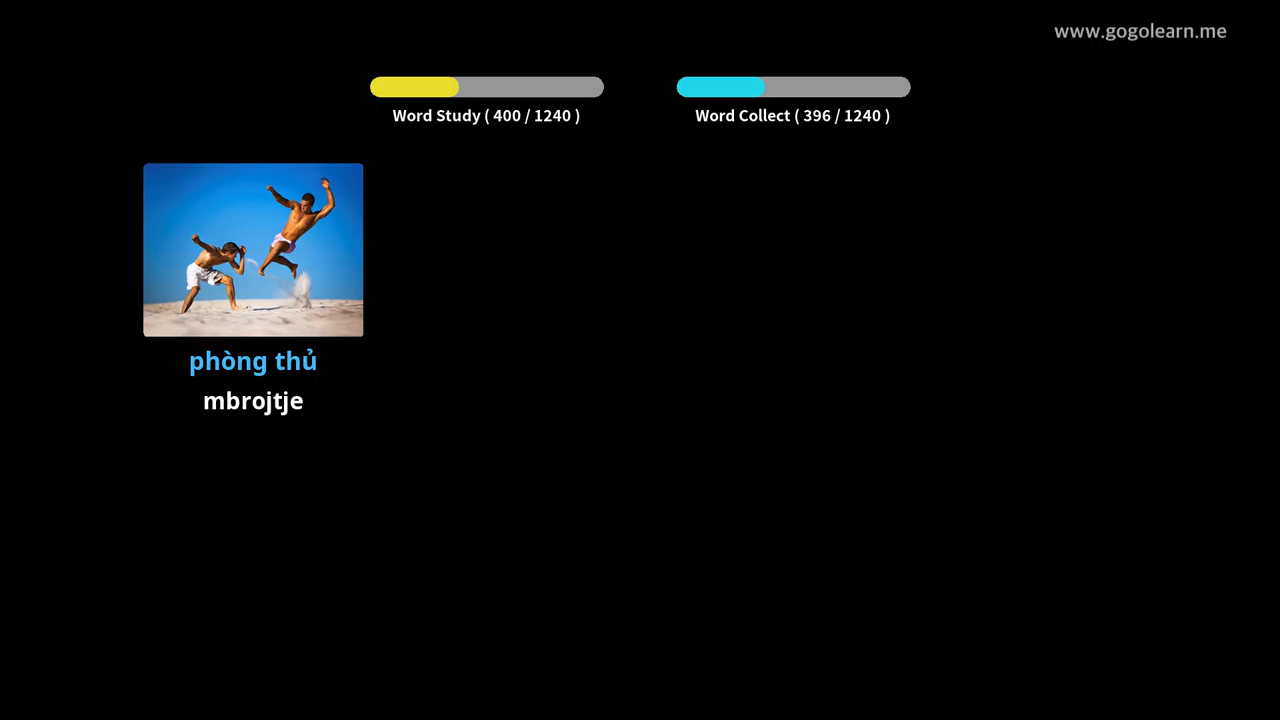 www.gogolearn.me
Word Study ( 400 / 1240 )
Word Collect ( 396 / 1240 )
phòng thủ
mbrojtje